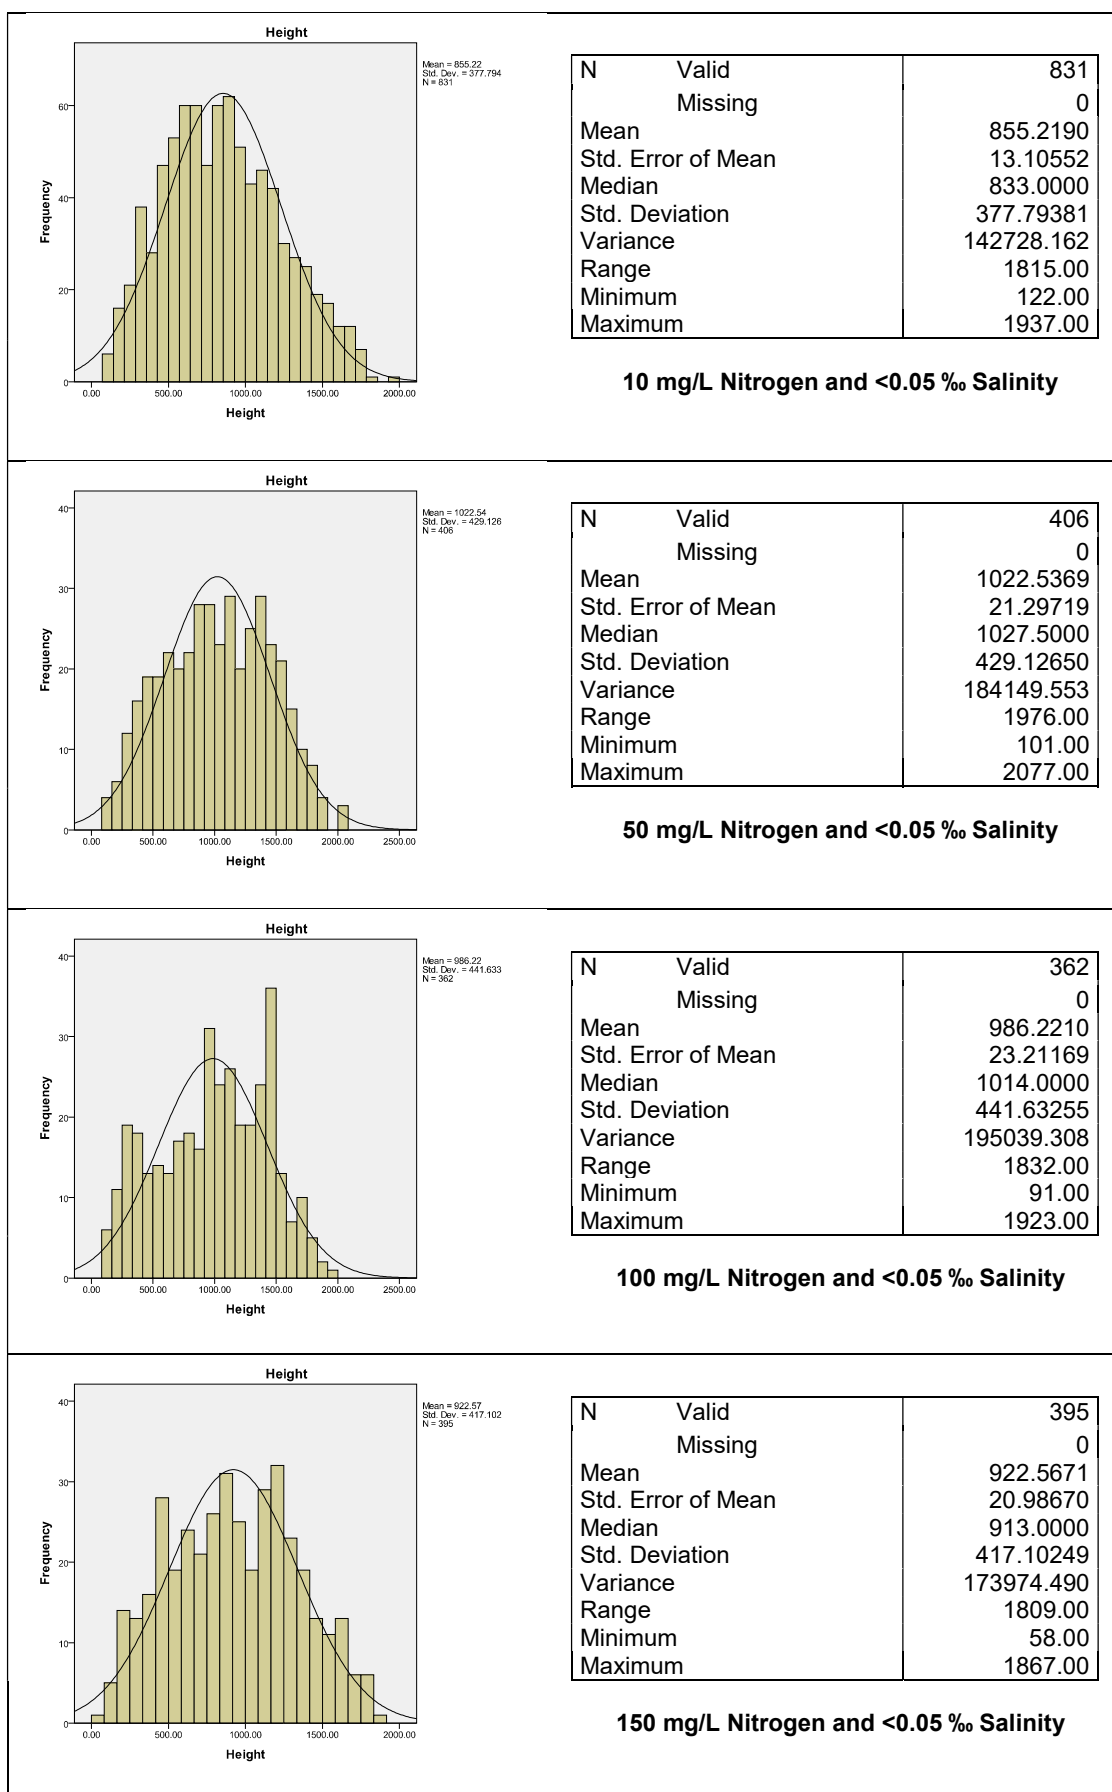 Height
Mean = 855.22
Std. Dev. = 377.794
N = 831
Frequency
60
40
20
0
0.00 500.00 1000.00 1500.00 2000.00
Height
N Valid 831
Missing 0
Mean 855.2190
Std. Error of Mean 13.10552
Median 833.0000
Std. Deviation 377.79381
Variance 142728.162
Range 1815.00
Minimum 122.00
Maximum 1937.00
10 mg/L Nitrogen and <0.05 ‰ Salinity
Height
Mean = 1022.54
Std. Dev. = 429.126
N = 406
Frequency
40
30
20
10
0
0.00 500.00 1000.00 1500.00 2000.00 2500.00
Height
N Valid 406
Missing 0
Mean 1022.5369
Std. Error of Mean 21.29719
Median 1027.5000
Std. Deviation 429.12650
Variance 184149.553
Range 1976.00
Minimum 101.00
Maximum 2077.00
50 mg/L Nitrogen and <0.05 ‰ Salinity
Height
Mean = 986.22
Std. Dev. = 441.633
N = 362
Frequency
40
30
20
10
0
0.00 500.00 1000.00 1500.00 2000.00 2500.00
Height
N Valid 362
Missing 0
Mean 986.2210
Std. Error of Mean 23.21169
Median 1014.0000
Std. Deviation 441.63255
Variance 195039.308
Range 1832.00
Minimum 91.00
Maximum 1923.00
100 mg/L Nitrogen and <0.05 ‰ Salinity
Height
Mean = 922.57
Std. Dev. = 417.102
N = 395
Frequency
40
30
20
10
0
0.00 500.00 1000.00 1500.00 2000.00
Height
N Valid 395
Missing 0
Mean 922.5671
Std. Error of Mean 20.98670
Median 913.0000
Std. Deviation 417.10249
Variance 173974.490
Range 1809.00
Minimum 58.00
Maximum 1867.00
150 mg/L Nitrogen and <0.05 ‰ Salinity